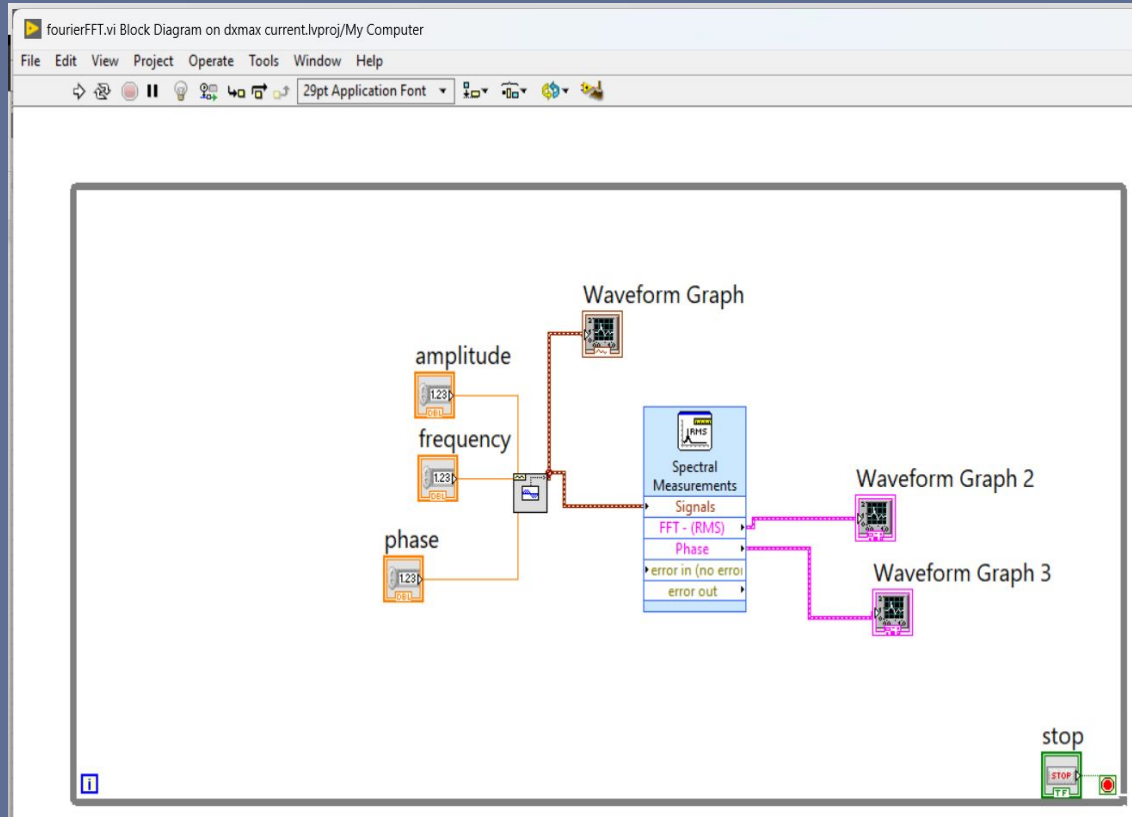 fourierFFT.vi Block Diagram on dxmax current.lvproj/My Computer
File Edit View Project Operate Tools Window Help
29pt Application Font
Waveform Graph
amplitude
1.23
DBL
frequency
1.23
DBL
phase
1.23
DBL
RMS
Spectral
Measurements
Signals
FFT - (RMS)
Phase
error in (no erroı
error out
Waveform Graph 2
Waveform Graph 3
stop
STOP
TF
i